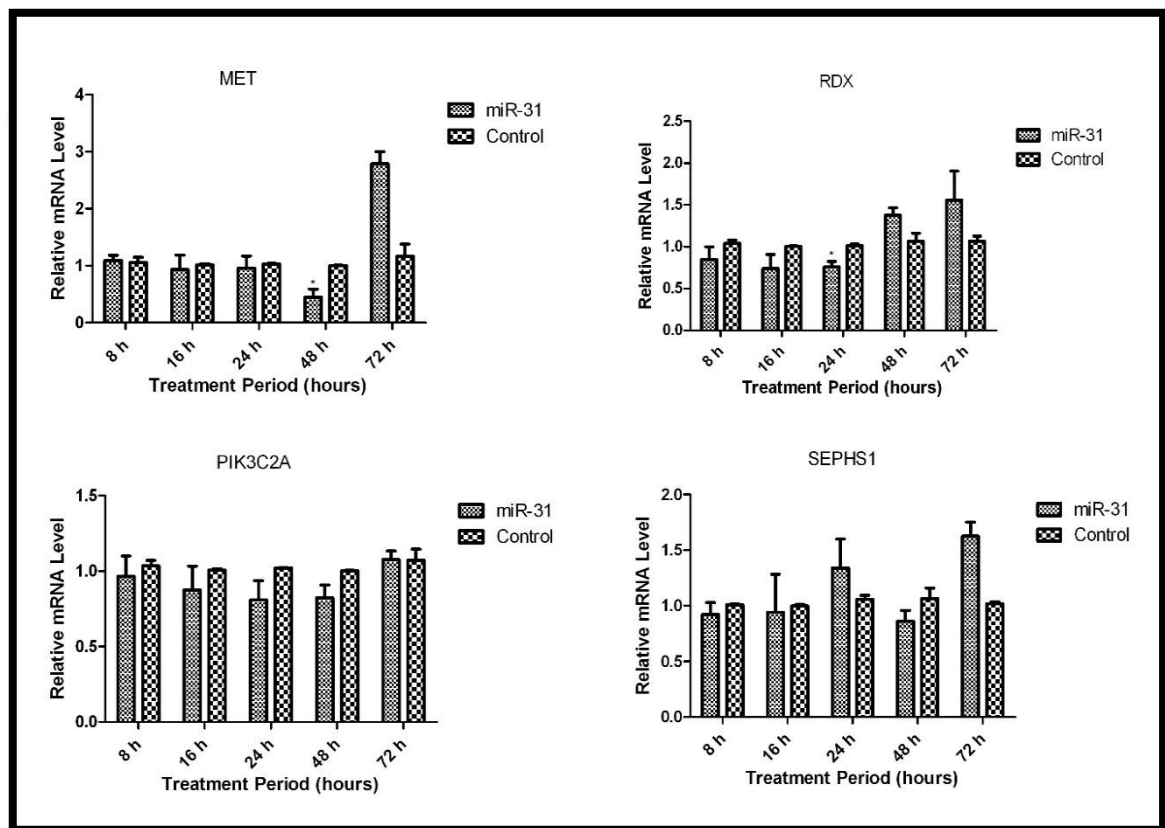 MET
miR-31
Control
Relative mRNA Level
4
3
2
1
0
*
8 h
16 h
24 h
48 h
72 h
Treatment Period (hours)
RDX
miR-31
Control
Relative mRNA Level
2.5
2.0
1.5
1.0
0.5
0.0
*
8 h
16 h
24 h
48 h
72 h
Treatment Period (hours)
PIK3C2A
miR-31
Control
Relative mRNA Level
1.5
1.0
0.5
0.0
8 h
16 h
24 h
48 h
72 h
Treatment Period (hours)
SEPHS1
miR-31
Control
Relative mRNA Level
2.0
1.5
1.0
0.5
0.0
8 h
16 h
24 h
48 h
72 h
Treatment Period (hours)